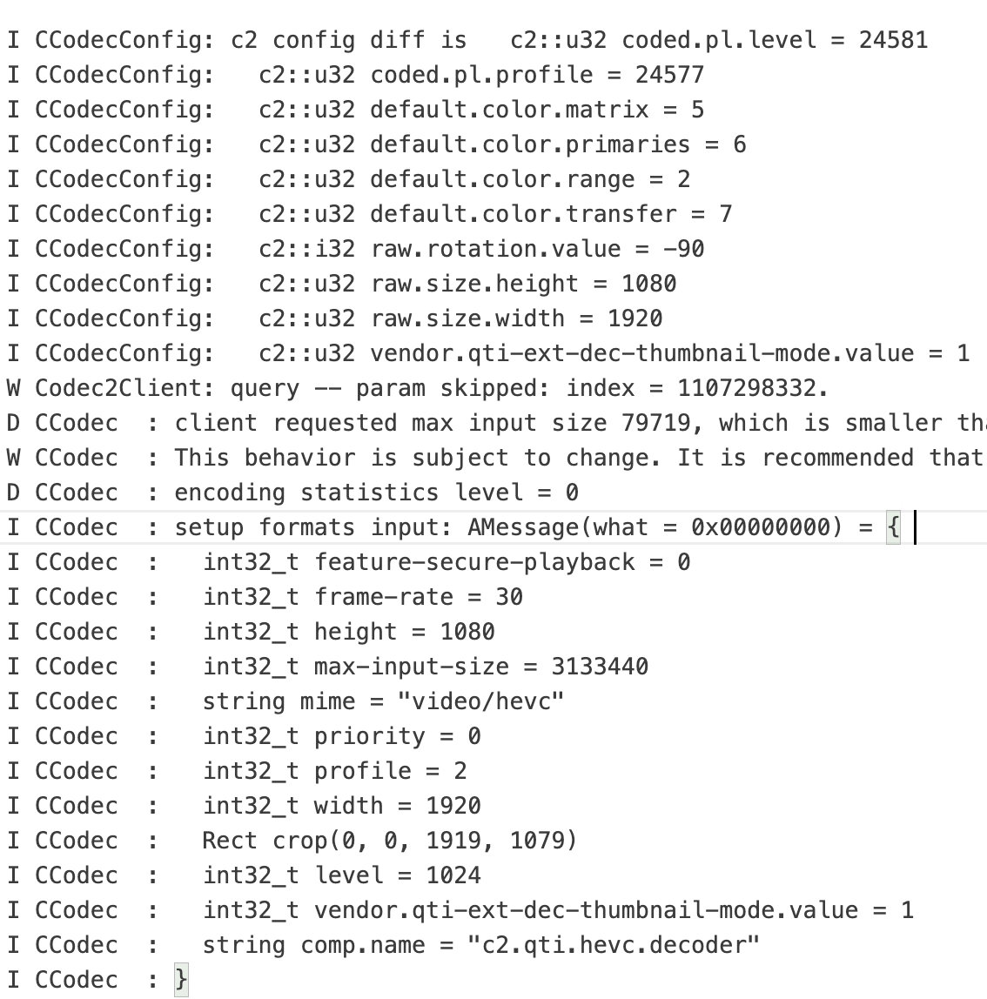 I CCodecConfig: c2 config diff is   c2::u32 coded.pl.level = 24581
I CCodecConfig:   c2::u32 coded.pl.profile = 24577
I CCodecConfig:   c2::u32 default.color.matrix = 5
I CCodecConfig:   c2::u32 default.color.primaries = 6
I CCodecConfig:   c2::u32 default.color.range = 2
I CCodecConfig:   c2::u32 default.color.transfer = 7
I CCodecConfig:   c2::i32 raw.rotation.value = -90
I CCodecConfig:   c2::u32 raw.size.height = 1080
I CCodecConfig:   c2::u32 raw.size.width = 1920
I CCodecConfig:   c2::u32 vendor.qti-ext-dec-thumbnail-mode.value = 1
W Codec2Client: query -- param skipped: index = 1107298332.
D CCodec  : client requested max input size 79719, which is smaller th
W CCodec  : This behavior is subject to change. It is recommended that
D CCodec  : encoding statistics level = 0
I CCodec  : setup formats input: AMessage(what = 0x00000000) = {
I CCodec  :   int32_t feature-secure-playback = 0
I CCodec  :   int32_t frame-rate = 30
I CCodec  :   int32_t height = 1080
I CCodec  :   int32_t max-input-size = 3133440
I CCodec  :   string mime = "video/hevc"
I CCodec  :   int32_t priority = 0
I CCodec  :   int32_t profile = 2
I CCodec  :   int32_t width = 1920
I CCodec  :   Rect crop(0, 0, 1919, 1079)
I CCodec  :   int32_t level = 1024
I CCodec  :   int32_t vendor.qti-ext-dec-thumbnail-mode.value = 1
I CCodec  :   string comp.name = "c2.qti.hevc.decoder"
I CCodec  : }